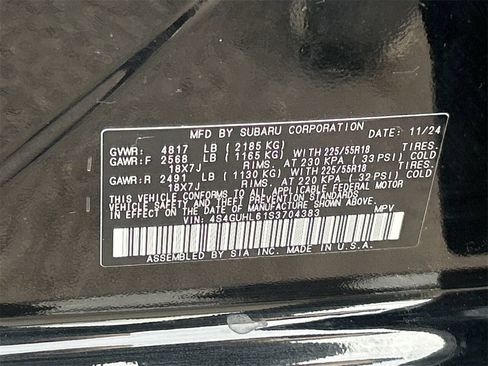 MFD BY SUBARU CORPORATION DATE: 11/24
GVWR: 4817 LB (2185 KG)
GAWR:F 2568 LB (1165 KG) WITH 225/55R18 TIRES.
18X7J RIMS. AT 230 KPA (33 PSI) COLD
GAWR:R 2491 LB (1130 KG) WITH 225/55R18 TIRES.
18X7J RIMS. AT 220 KPA (32 PSI) COLD
THIS VEHICLE CONFORMS TO ALL APPLICABLE FEDERAL MOTOR
VEHICLE SAFETY AND THEFT PREVENTION STANDARDS
IN EFFECT ON THE DATE OF MANUFACTURE SHOWN ABOVE.
VIN: 4S4GUHL61S3704383 MPV
ASSEMBLED BY SIA INC. MADE IN U.S.A.